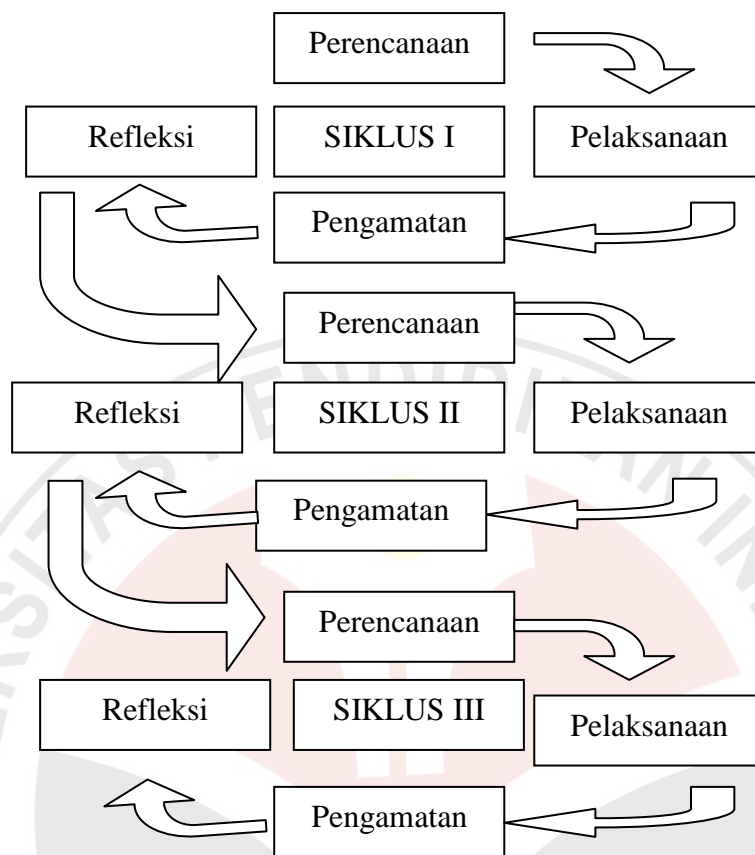 Perencanaan
Refleksi
SIKLUS I
Pelaksanaan
Pengamatan
Perencanaan
Refleksi
SIKLUS II
Pelaksanaan
Pengamatan
Perencanaan
Refleksi
SIKLUS III
Pelaksanaan
Pengamatan